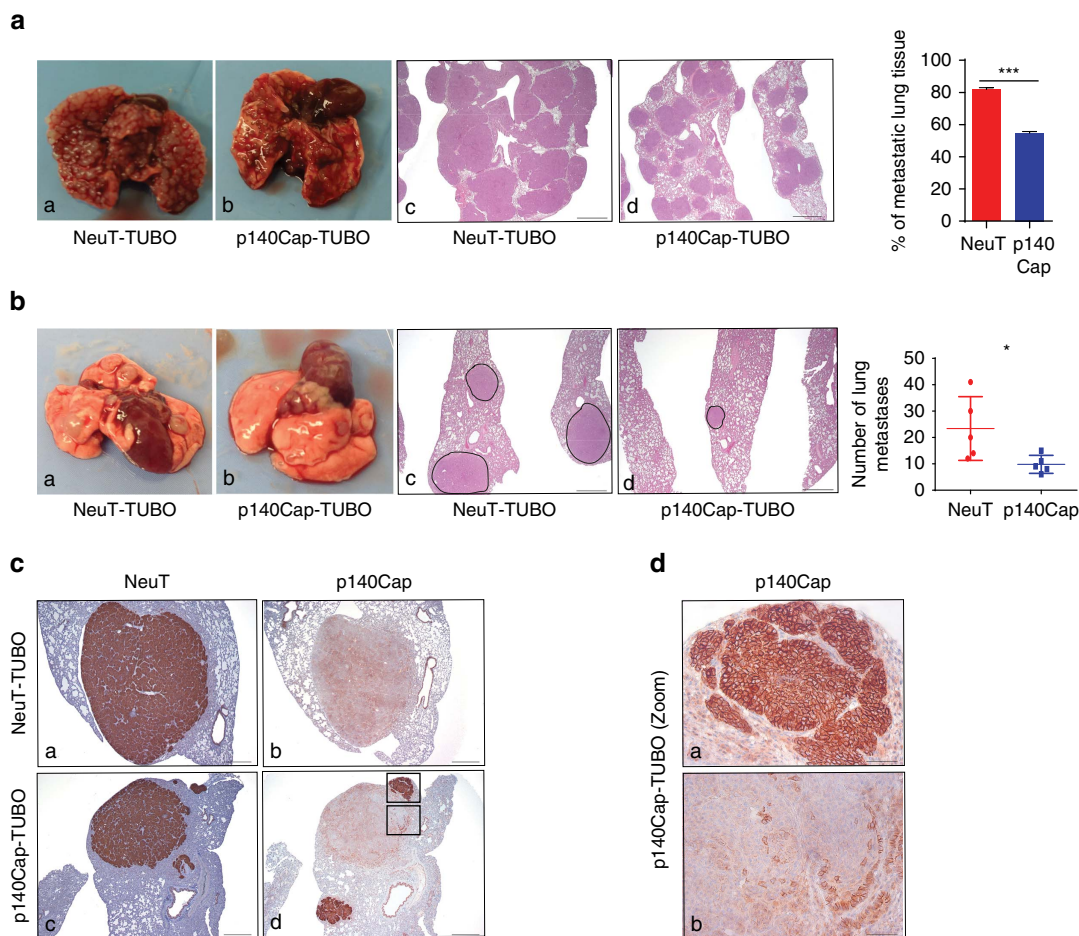 a
a
b
c
d
NeuT-TUBO
p140Cap-TUBO
NeuT-TUBO
p140Cap-TUBO
% of metastatic lung tissue
100
80
60
40
20
0
***
NeuT
p140
Cap
b
a
b
c
d
NeuT-TUBO
p140Cap-TUBO
NeuT-TUBO
p140Cap-TUBO
Number of lung
metastases
50
40
30
20
10
0
*
NeuT
p140Cap
c
NeuT
p140Cap
NeuT-TUBO
a
b
p140Cap-TUBO
c
d
d
p140Cap
p140Cap-TUBO (Zoom)
a
b